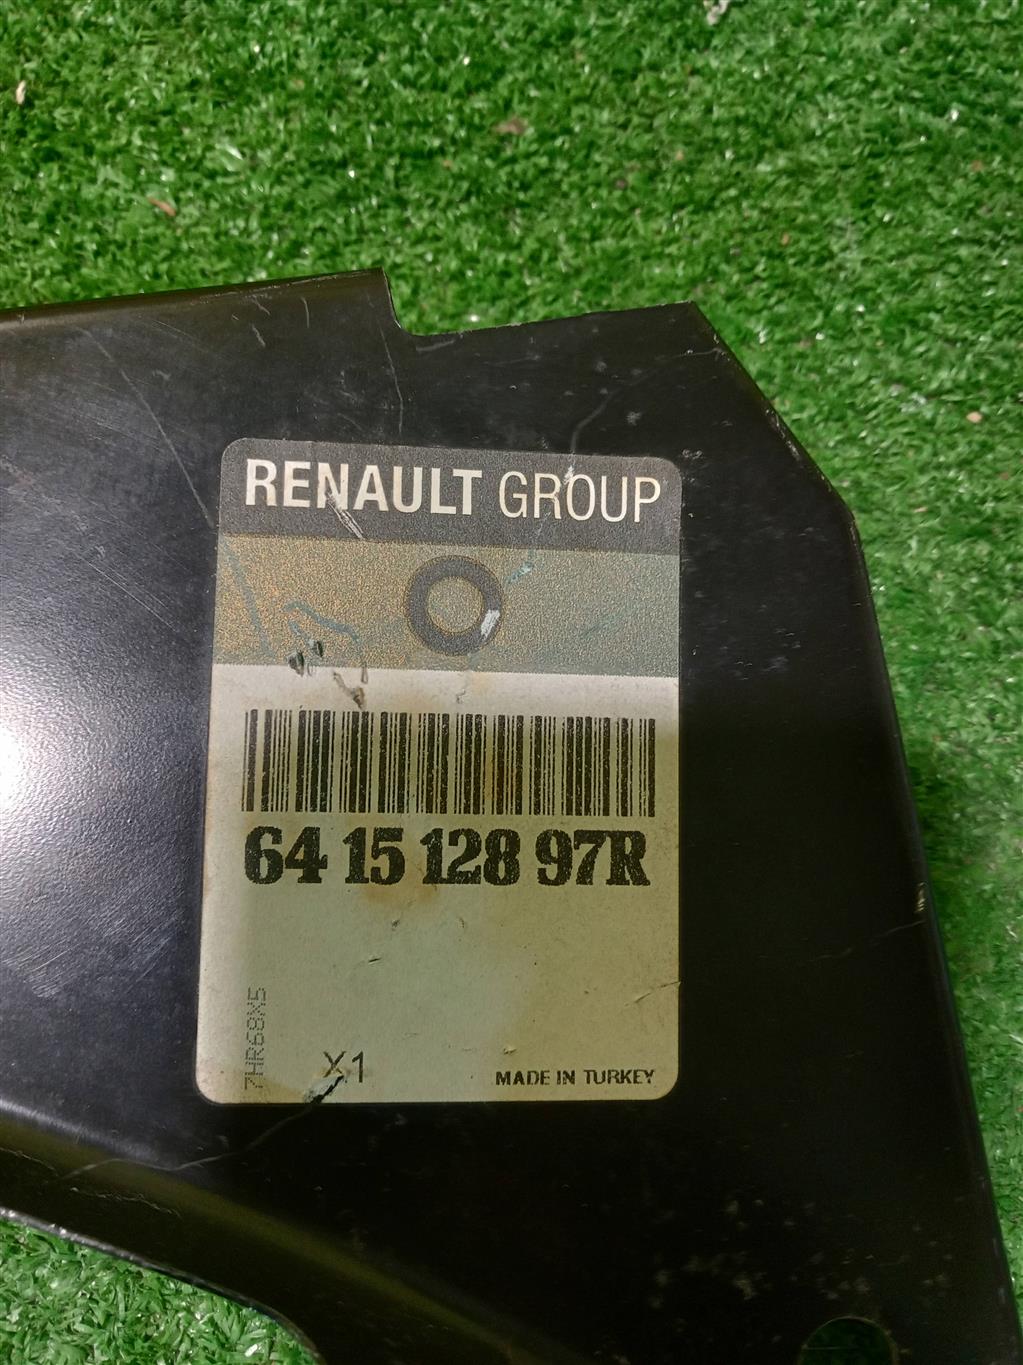 RENAULT GROUP
64 15 128 97R
7HR68X5
X1
MADE IN TURKEY